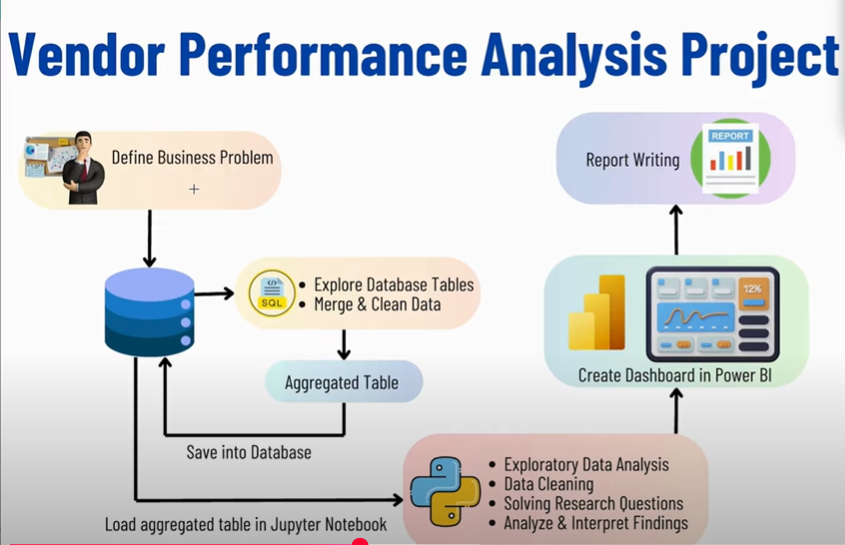 Vendor Performance Analysis Project
Define Business Problem
SQL
• Explore Database Tables
• Merge & Clean Data
Aggregated Table
Save into Database
Load aggregated table in Jupyter Notebook
• Exploratory Data Analysis
• Data Cleaning
• Solving Research Questions
• Analyze & Interpret Findings
12%
Create Dashboard in Power BI
Report Writing
REPORT